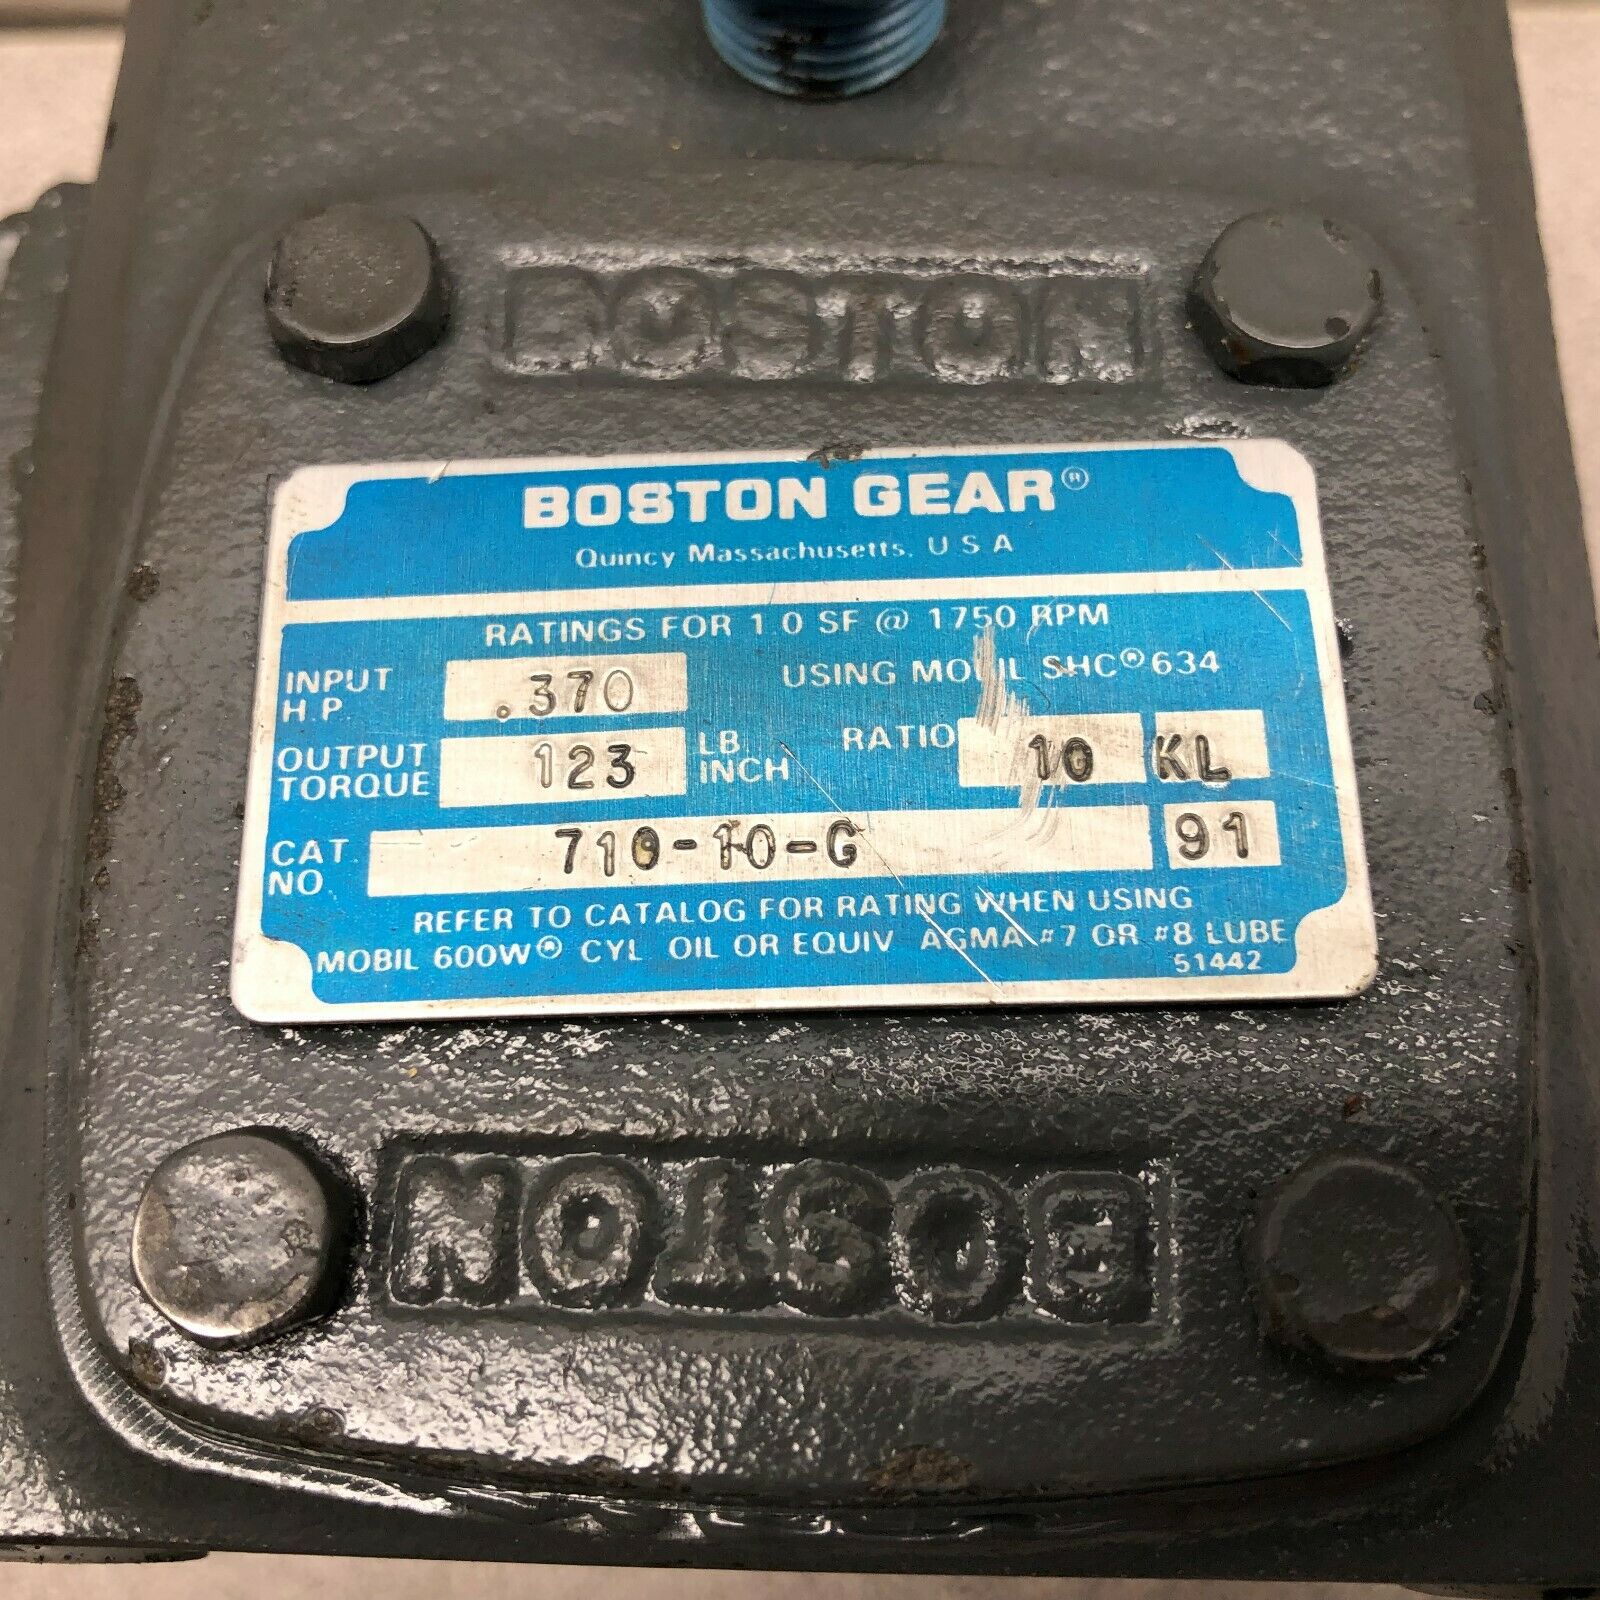 BOSTON
BOSTON GEAR®
Quincy Massachusetts, U S A
RATINGS FOR 1.0 SF @ 1750 RPM
INPUT H.P. .370 USING MOBIL SHC® 634
OUTPUT TORQUE 123 LB INCH RATIO 10 KL
CAT. NO. 710-10-G 91
REFER TO CATALOG FOR RATING WHEN USING
MOBIL 600W® CYL OIL OR EQUIV AGMA #7 OR #8 LUBE
51442
BOSTON